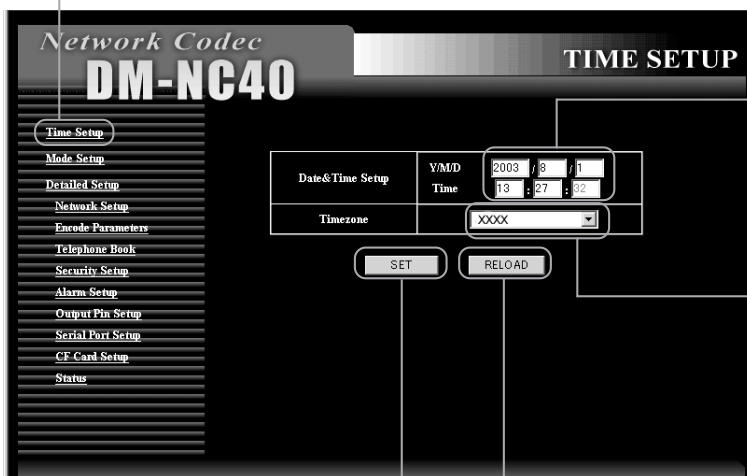 Network Codec
DM-NC40
TIME SETUP
Time Setup
Mode Setup
Detailed Setup
Network Setup
Encode Parameters
Telephone Book
Security Setup
Alarm Setup
Output Pin Setup
Serial Port Setup
CF Card Setup
Status
Date&Time Setup
Y/M/D 2003 / 8 / 1
Time 13 : 27 : 32
Timezone XXXX
SET RELOAD